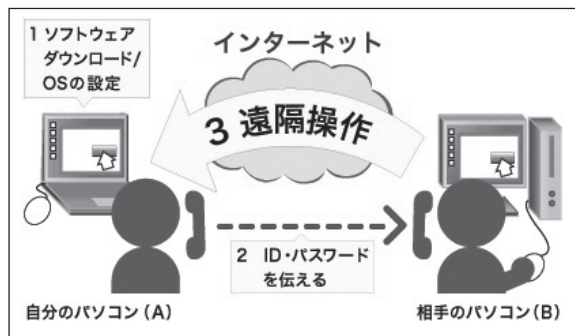 1 ソフトウェア
ダウンロード/
OSの設定
インターネット
3 遠隔操作
2 ID・パスワード
を伝える
自分のパソコン(A)
相手のパソコン(B)